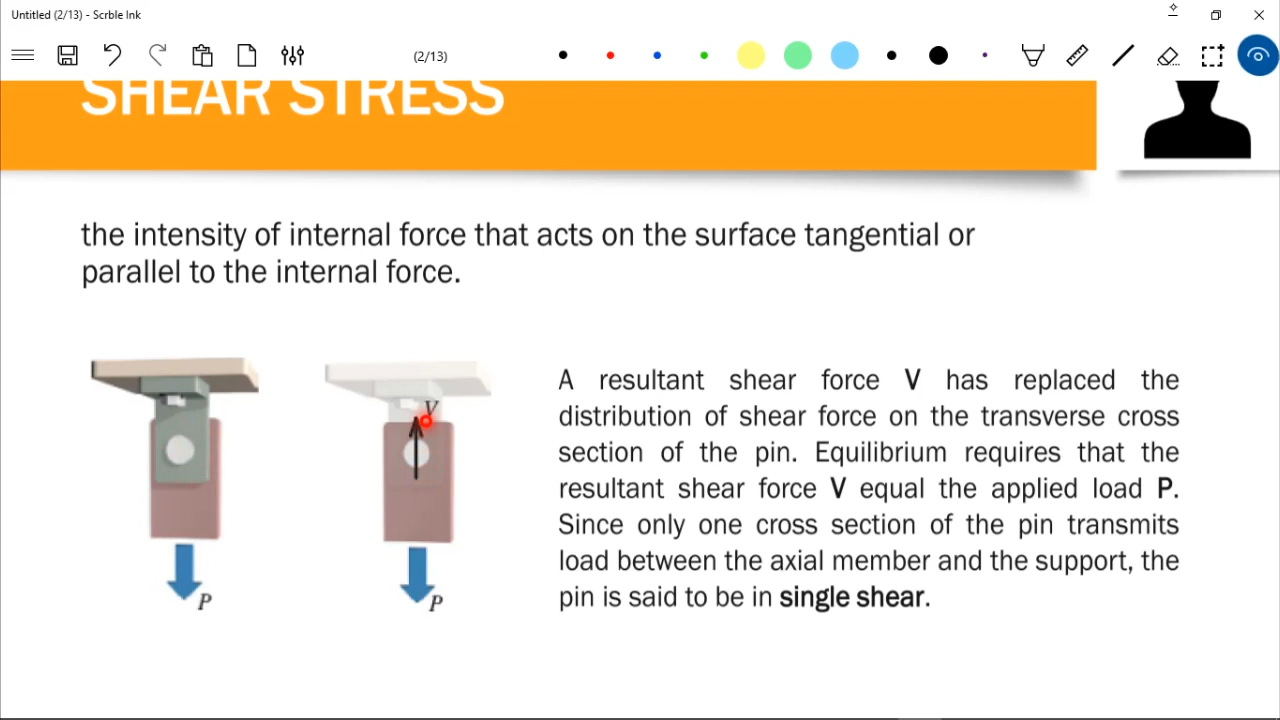 Untitled (2/13) - Scrble Ink
(2/13)
SHEAR STRESS
the intensity of internal force that acts on the surface tangential or
parallel to the internal force.
V
P
P
A resultant shear force V has replaced the
distribution of shear force on the transverse cross
section of the pin. Equilibrium requires that the
resultant shear force V equal the applied load P.
Since only one cross section of the pin transmits
load between the axial member and the support, the
pin is said to be in single shear.